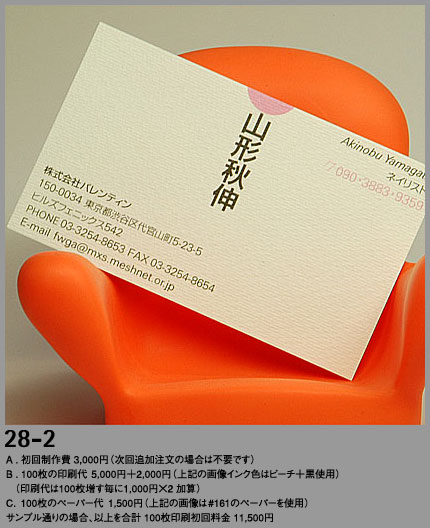 山形秋伸
Akinobu Yamagat
ネイリスト
090-3883-9359
株式会社バレンティン
150-0034 東京都渋谷区代官山町5-23-5
ヒルズフェニックス542
PHONE 03-3254-8653 FAX 03-3254-8654
E-mail fwga@mxs.meshnet.or.jp
28-2
A . 初回制作費 3,000円（次回追加注文の場合は不要です）
B . 100枚の印刷代 5,000円＋2,000円（上記の画像インク色はピーチ＋黒使用）
（印刷代は100枚増す毎に1,000円×2 加算）
C. 100枚のペーパー代 1,500円（上記の画像は#161のペーパーを使用）
サンプル通りの場合、以上を合計 100枚印刷初回料金 11,500円